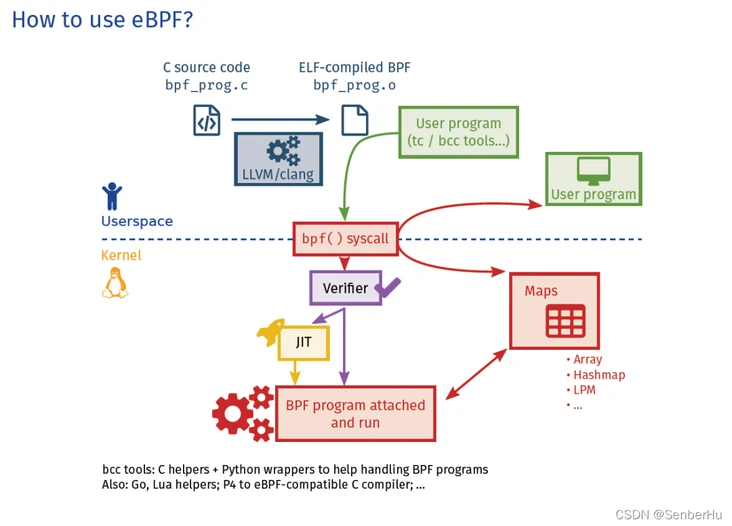 How to use eBPF?
C source code
bpf_prog.c
ELF-compiled BPF
bpf_prog.o
User program
(tc / bcc tools...)
LLVM/clang
User program
Userspace
bpf() syscall
Kernel
Verifier
Maps
JIT
• Array
• Hashmap
• LPM
• ...
BPF program attached
and run
bcc tools: C helpers + Python wrappers to help handling BPF programs
Also: Go, Lua helpers; P4 to eBPF-compatible C compiler; ...
CSDN @SenberHu